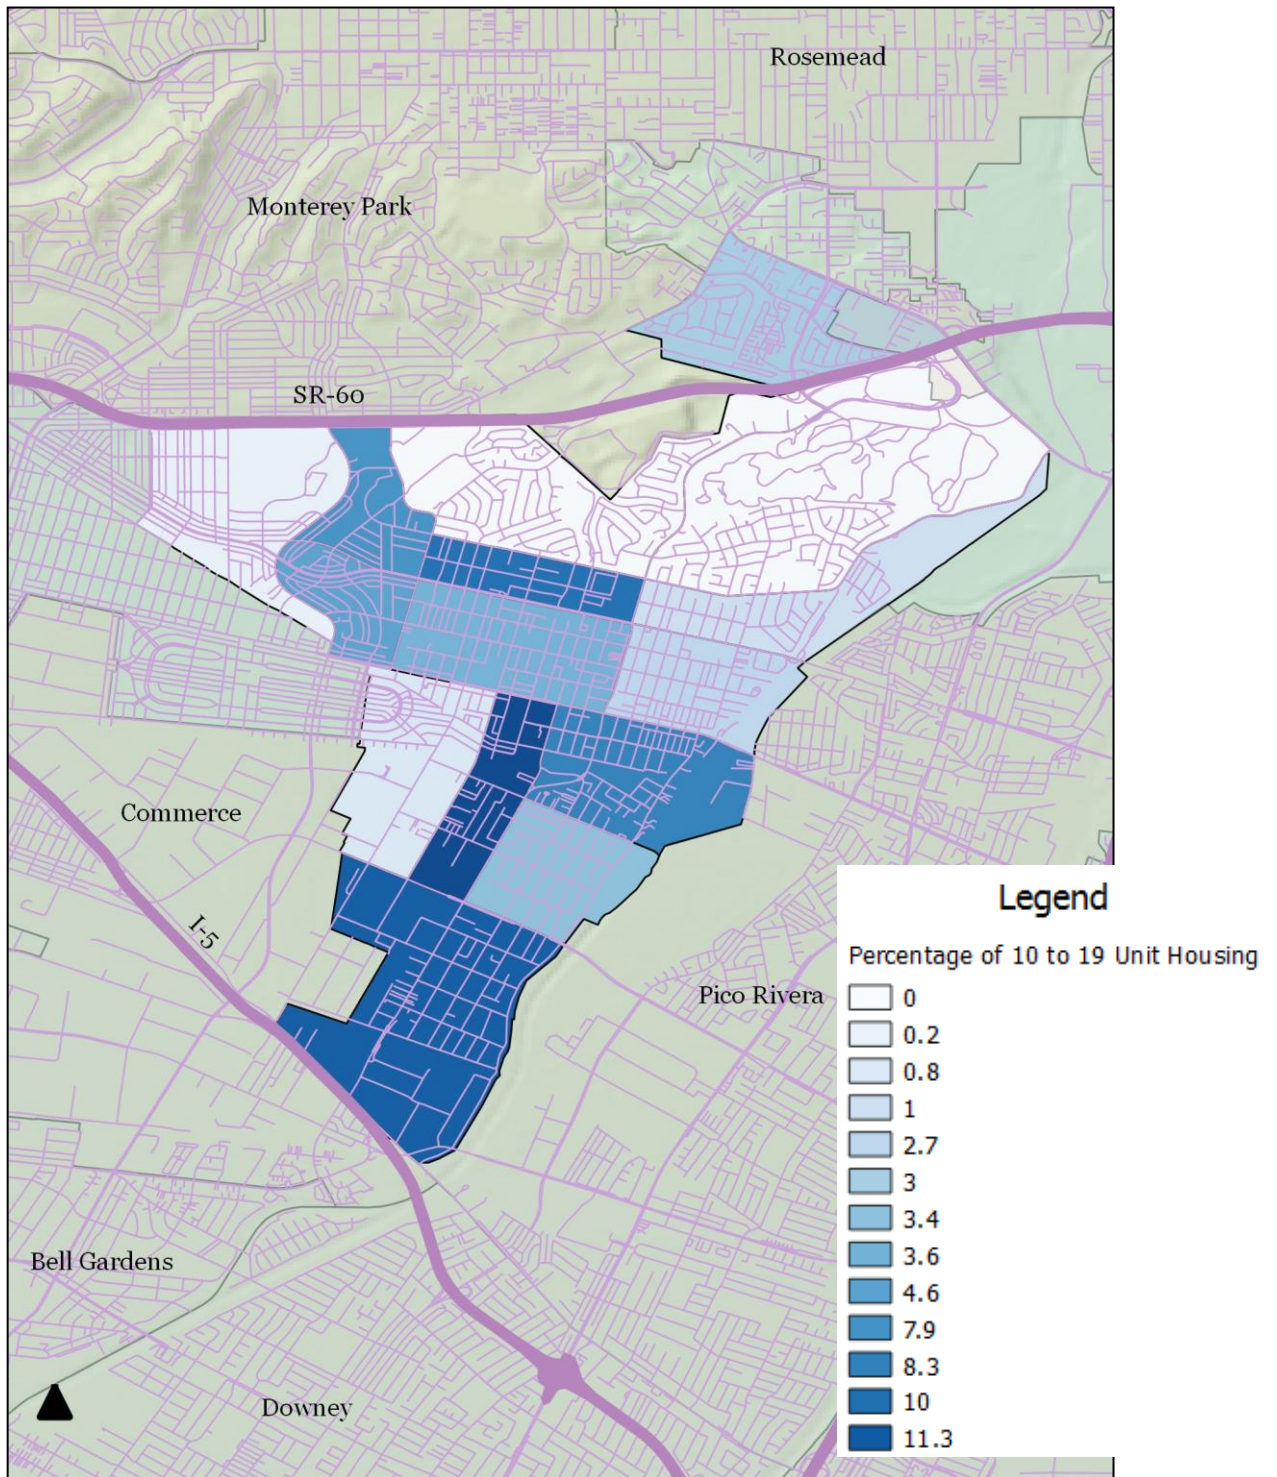 Rosemead
Monterey Park
SR-60
Commerce
I-5
Pico Rivera
Bell Gardens
Downey
Legend
Percentage of 10 to 19 Unit Housing
0
0.2
0.8
1
2.7
3
3.4
3.6
4.6
7.9
8.3
10
11.3